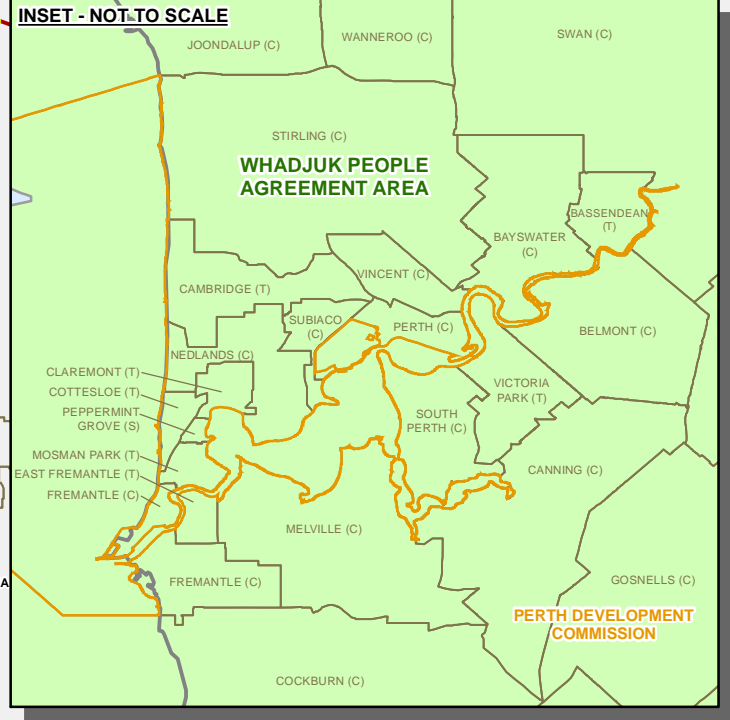 INSET - NOT TO SCALE
JOONDALUP (C)
WANNEROO (C)
SWAN (C)
STIRLING (C)
WHADJUK PEOPLE
AGREEMENT AREA
BASSENDEAN
(T)
BAYSWATER
(C)
VINCENT (C)
CAMBRIDGE (T)
SUBIACO
(C)
PERTH (C)
BELMONT (C)
NEDLANDS (C)
CLAREMONT (T)
COTTESLOE (T)
PEPPERMINT
GROVE (S)
VICTORIA
PARK (T)
SOUTH
PERTH (C)
MOSMAN PARK (T)
EAST FREMANTLE (T)
FREMANTLE (C)
CANNING (C)
MELVILLE (C)
A
FREMANTLE (C)
GOSNELLS (C)
PERTH DEVELOPMENT
COMMISSION
COCKBURN (C)